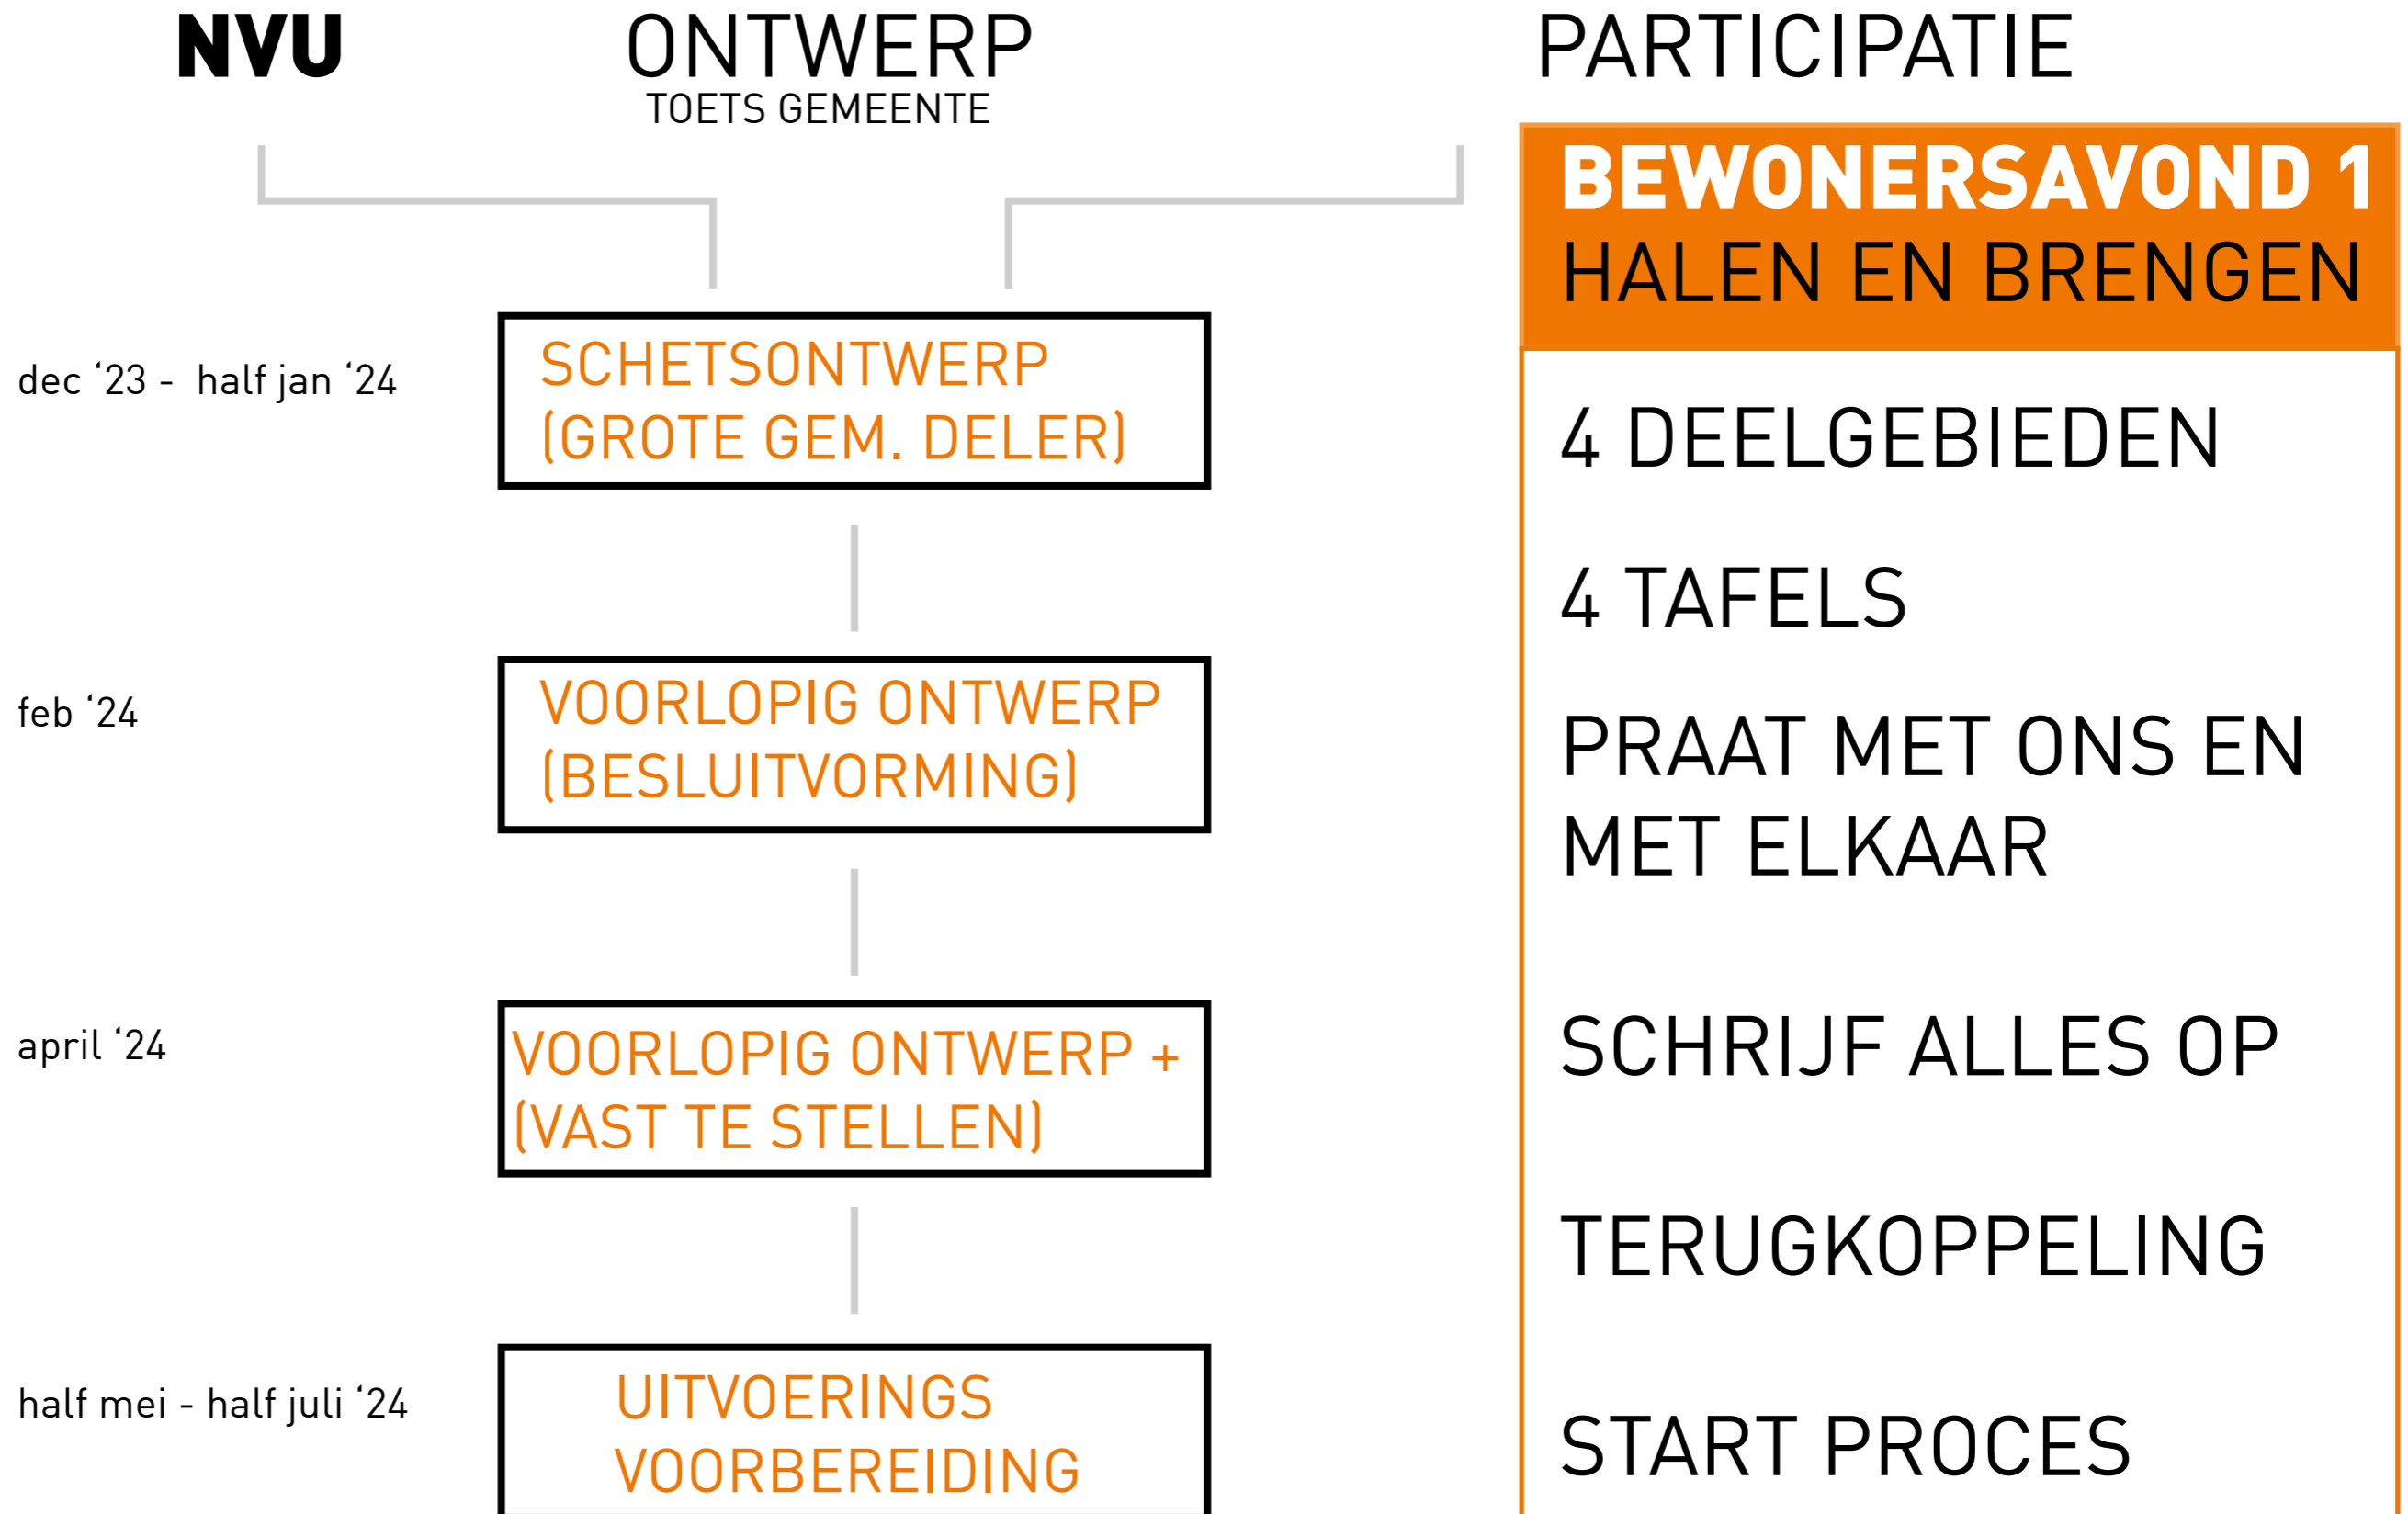 NVU
ONTWERP
TOETS GEMEENTE
PARTICIPATIE
dec ‘23 - half jan ‘24
SCHETSONTWERP
(GROTE GEM. DELER)
feb ‘24
VOORLOPIG ONTWERP
(BESLUITVORMING)
april ‘24
VOORLOPIG ONTWERP +
(VAST TE STELLEN)
half mei - half juli ‘24
UITVOERINGS
VOORBEREIDING
BEWONERSAVOND 1
HALEN EN BRENGEN
4 DEELGEBIEDEN
4 TAFELS
PRAAT MET ONS EN
MET ELKAAR
SCHRIJF ALLES OP
TERUGKOPPELING
START PROCES